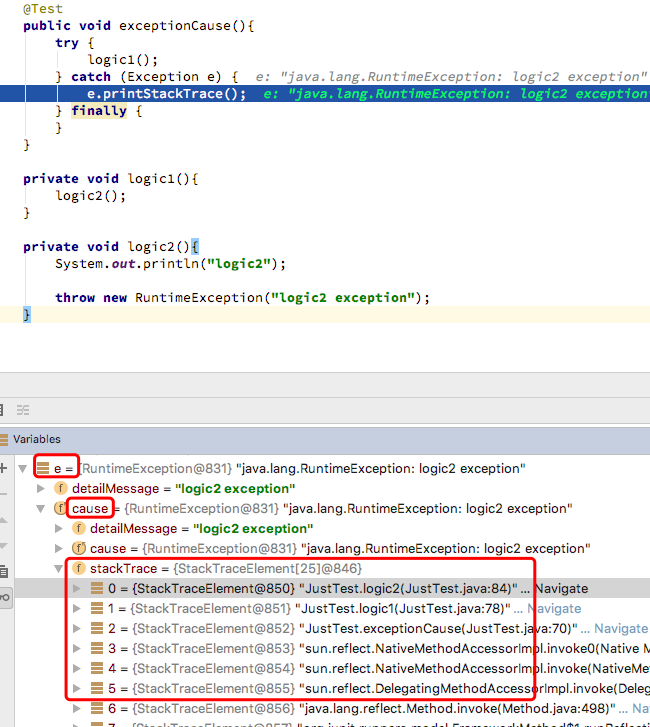 @Test
public void exceptionCause(){
try {
logic1();
} catch (Exception e) { e: "java.lang.RuntimeException: logic2 exception"
e.printStackTrace(); e: "java.lang.RuntimeException: logic2 exception
} finally {
}
}
private void logic1(){
logic2();
}
private void logic2(){
System.out.println("logic2");
throw new RuntimeException("logic2 exception");
}
Variables
e = {RuntimeException@831} "java.lang.RuntimeException: logic2 exception"
f detailMessage = "logic2 exception"
f cause = {RuntimeException@831} "java.lang.RuntimeException: logic2 exception"
f detailMessage = "logic2 exception"
f cause = {RuntimeException@831} "java.lang.RuntimeException: logic2 exception"
f stackTrace = {StackTraceElement[25]@846}
0 = {StackTraceElement@850} "JustTest.logic2(JustTest.java:84)"... Navigate
1 = {StackTraceElement@851} "JustTest.logic1(JustTest.java:78)"... Navigate
2 = {StackTraceElement@852} "JustTest.exceptionCause(JustTest.java:70)"... Navigate
3 = {StackTraceElement@853} "sun.reflect.NativeMethodAccessorImpl.invoke0(Native M
4 = {StackTraceElement@854} "sun.reflect.NativeMethodAccessorImpl.invoke(NativeMet
5 = {StackTraceElement@855} "sun.reflect.DelegatingMethodAccessorImpl.invoke(Deleg
6 = {StackTraceElement@856} "java.lang.reflect.Method.invoke(Method.java:498)"... Navigate